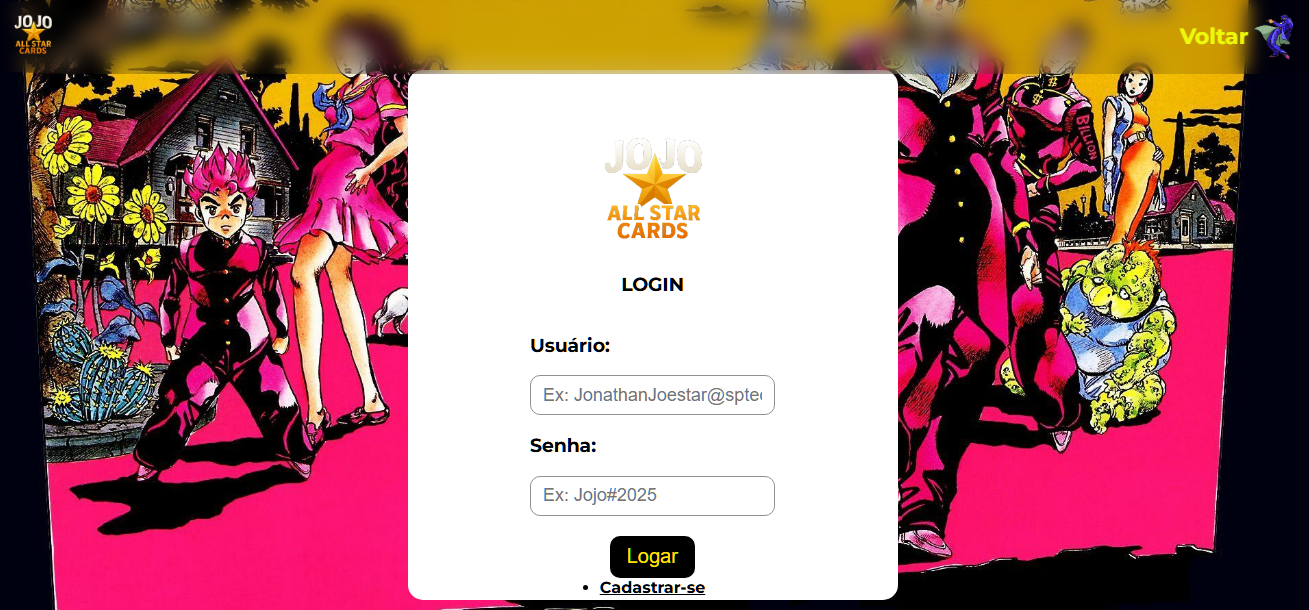 JOJO
ALL STAR
CARDS
Voltar
BILLION
JOJO
ALL STAR
CARDS
LOGIN
Usuário:
Ex: JonathanJoestar@sptec
Senha:
Ex: Jojo#2025
Logar
Cadastrar-se